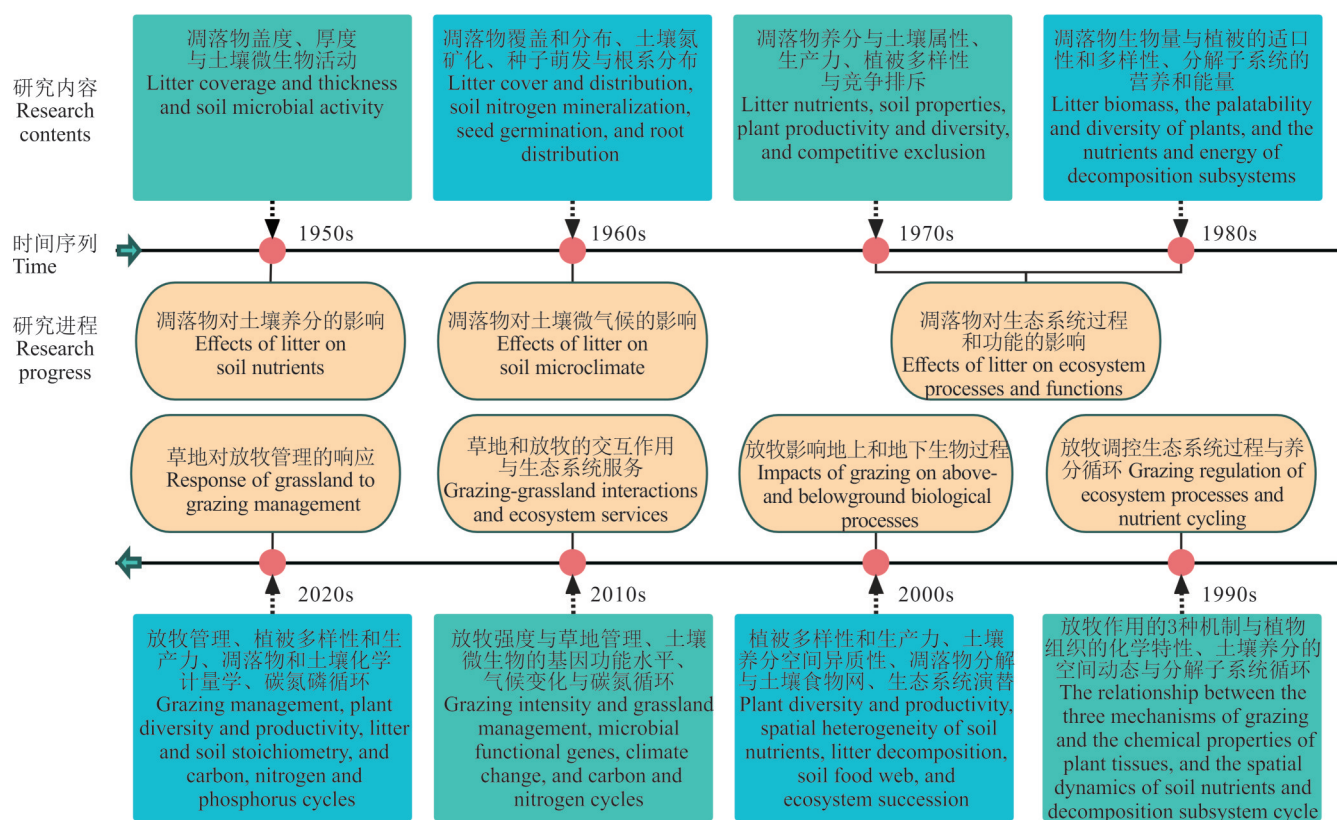 研究内容
Research
contents
凋落物盖度、厚度
与土壤微生物活动
Litter coverage and thickness
and soil microbial activity
凋落物覆盖和分布、土壤氮
矿化、种子萌发与根系分布
Litter cover and distribution,
soil nitrogen mineralization,
seed germination, and root
distribution
凋落物养分与土壤属性、
生产力、植被多样性
与竞争排斥
Litter nutrients, soil properties,
plant productivity and diversity,
and competitive exclusion
凋落物生物量与植被的适口
性和多样性、分解子系统的
营养和能量
Litter biomass, the palatability
and diversity of plants, and the
nutrients and energy of
decomposition subsystems
时间序列
Time
1950s
1960s
1970s
1980s
研究进程
Research
progress
凋落物对土壤养分的影响
Effects of litter on
soil nutrients
凋落物对土壤微气候的影响
Effects of litter on
soil microclimate
凋落物对生态系统过程
和功能的影响
Effects of litter on ecosystem
processes and functions
草地对放牧管理的响应
Response of grassland to
grazing management
草地和放牧的交互作用
与生态系统服务
Grazing-grassland interactions
and ecosystem services
放牧影响地上和地下生物过程
Impacts of grazing on above-
and belowground biological
processes
放牧调控生态系统过程与养
分循环 Grazing regulation of
ecosystem processes and
nutrient cycling
2020s
2010s
2000s
1990s
放牧管理、植被多样性和生
产力、凋落物和土壤化学
计量学、碳氮磷循环
Grazing management, plant
diversity and productivity, litter
and soil stoichiometry, and
carbon, nitrogen and
phosphorus cycles
放牧强度与草地管理、土壤
微生物的基因功能水平、
气候变化与碳氮循环
Grazing intensity and grassland
management, microbial
functional genes, climate
change, and carbon and
nitrogen cycles
植被多样性和生产力、土壤
养分空间异质性、凋落物分解
与土壤食物网、生态系统演替
Plant diversity and productivity,
spatial heterogeneity of soil
nutrients, litter decomposition,
soil food web, and
ecosystem succession
放牧作用的3种机制与植物
组织的化学特性、土壤养分的
空间动态与分解子系统循环
The relationship between the
three mechanisms of grazing
and the chemical properties of
plant tissues, and the spatial
dynamics of soil nutrients and
decomposition subsystem cycle